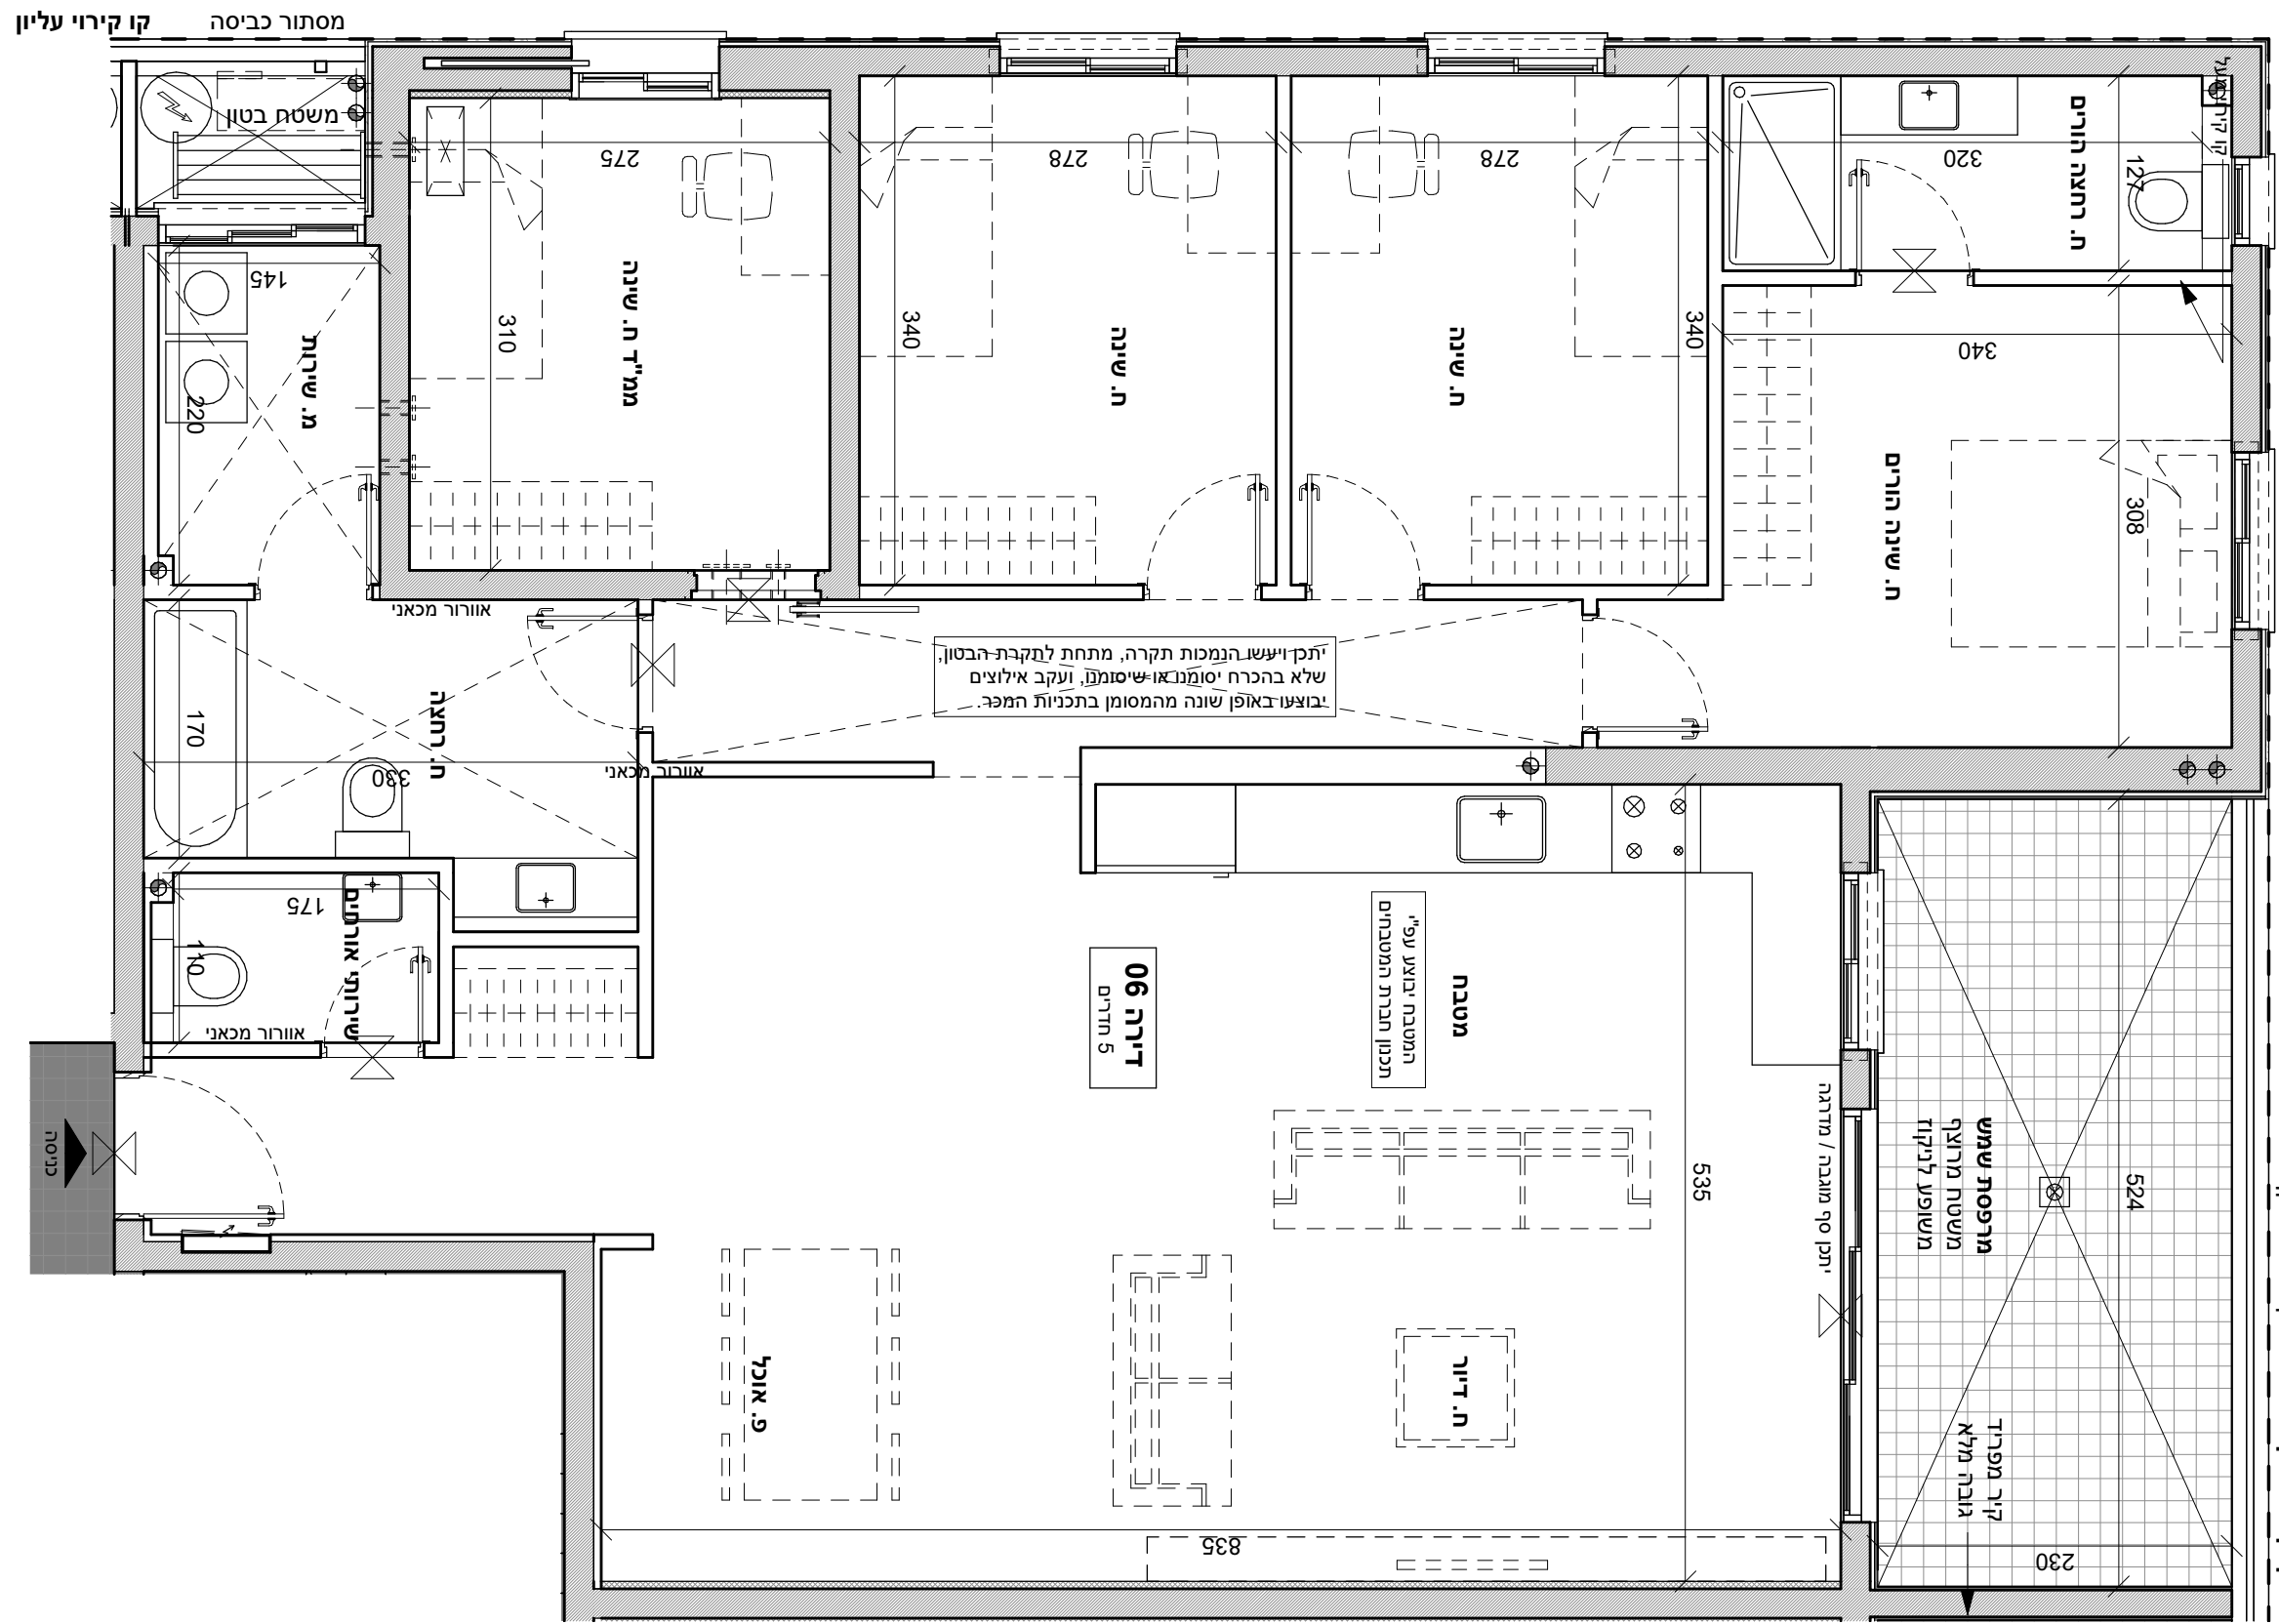 קו קירוי עליון
מסתור כביסה
משטח בטון
קו קירוי מעל
275
278
278
320
127
ח. רחצה הורים
145
220
מ. שירות
310
ממ"ד ח. שינה
340
ח. שינה
340
ח. שינה
340
308
ח. שינה הורים
אוורור מכאני
יתכן ויעשו הנמכות תקרה, מתחת לתקרת הבטון,
שלא בהכרח יסומנו או שיסומנו, ועקב אילוצים
יבוצעו באופן שונה מהמסומן בתכניות המכר.
170
330
ח. רחצה
אוורור מכאני
175
110
שירותי אורחים
אוורור מכאני
דירה 06
5 חדרים
המטבח יבוצע עפ"י
תכנון חברת המטבחים
מטבח
כניסה
535
יתכן סף מוגבה / מדרגה
מרפסת שמש
משטח מרוצף
משופע לניקוז
524
פ. אוכל
ח. דיור
קיר מפריד
גובה מלא
835
230